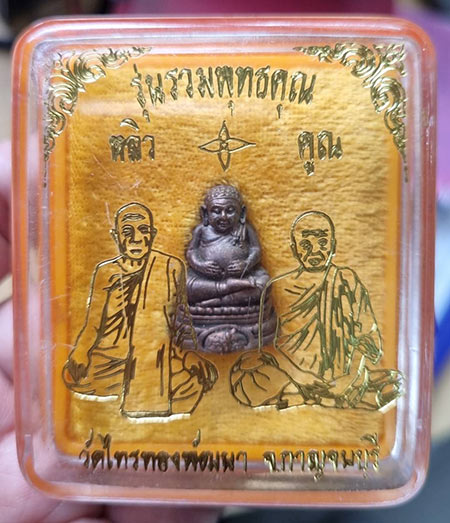 รุ่นรวมพุทธคุณ
หลิว คูณ
วัดไทรทองพัฒนา จ.กาญจนบุรี